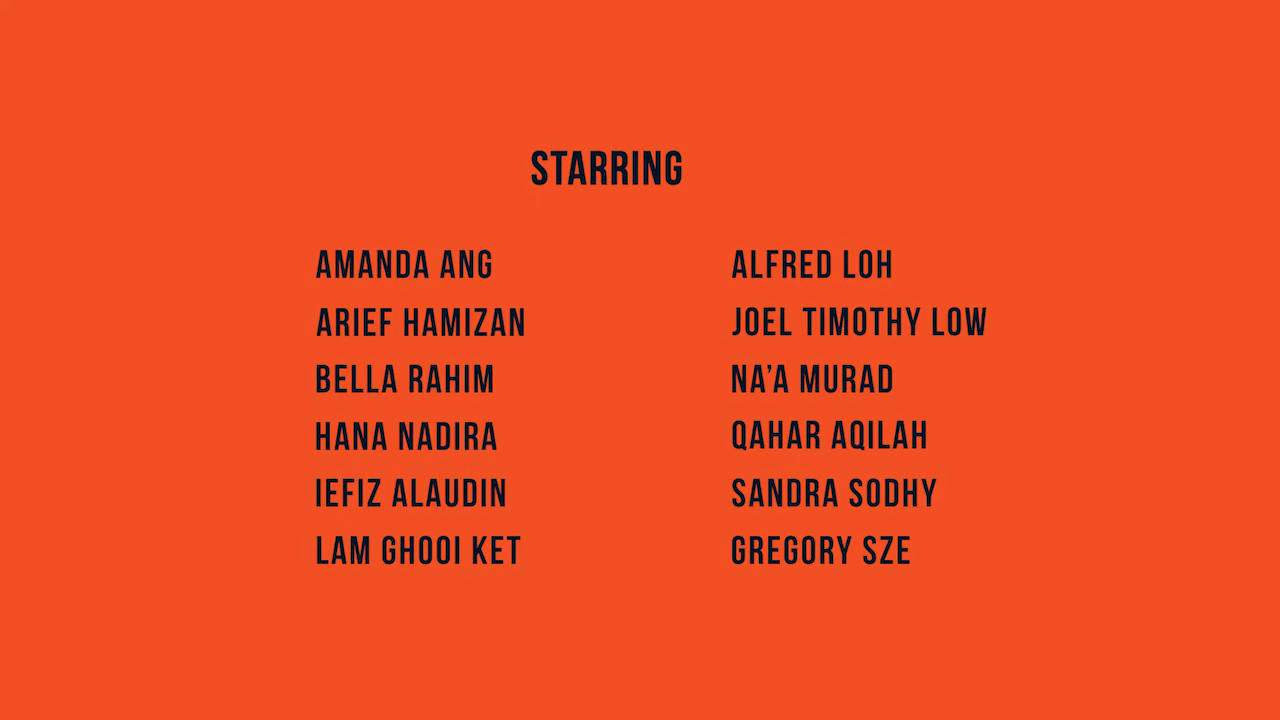 STARRING
AMANDA ANG
ARIEF HAMIZAN
BELLA RAHIM
HANA NADIRA
IEFIZ ALAUDIN
LAM GHOOI KET
ALFRED LOH
JOEL TIMOTHY LOW
NA’A MURAD
QAHAR AQILAH
SANDRA SODHY
GREGORY SZE